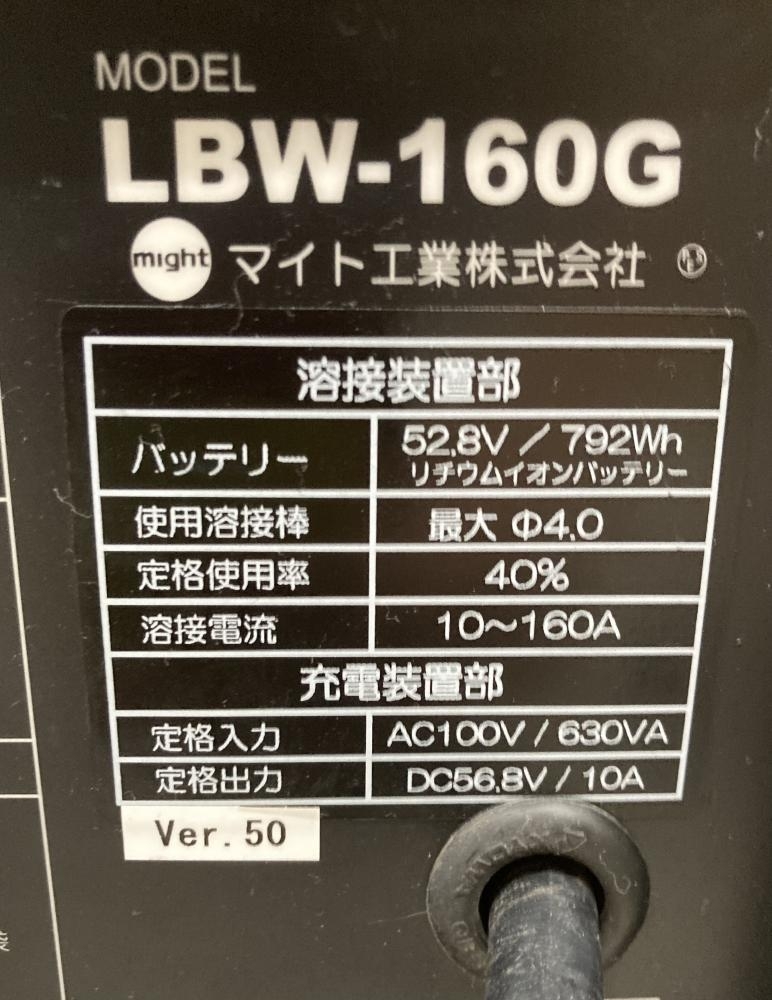 MODEL
LBW-160G
might マイト工業株式会社
溶接装置部
バッテリー 52.8V / 792Wh
リチウムイオンバッテリー
使用溶接棒 最大 Φ4.0
定格使用率 40%
溶接電流 10～160A
充電装置部
定格入力 AC100V / 630VA
定格出力 DC56.8V / 10A
Ver.50